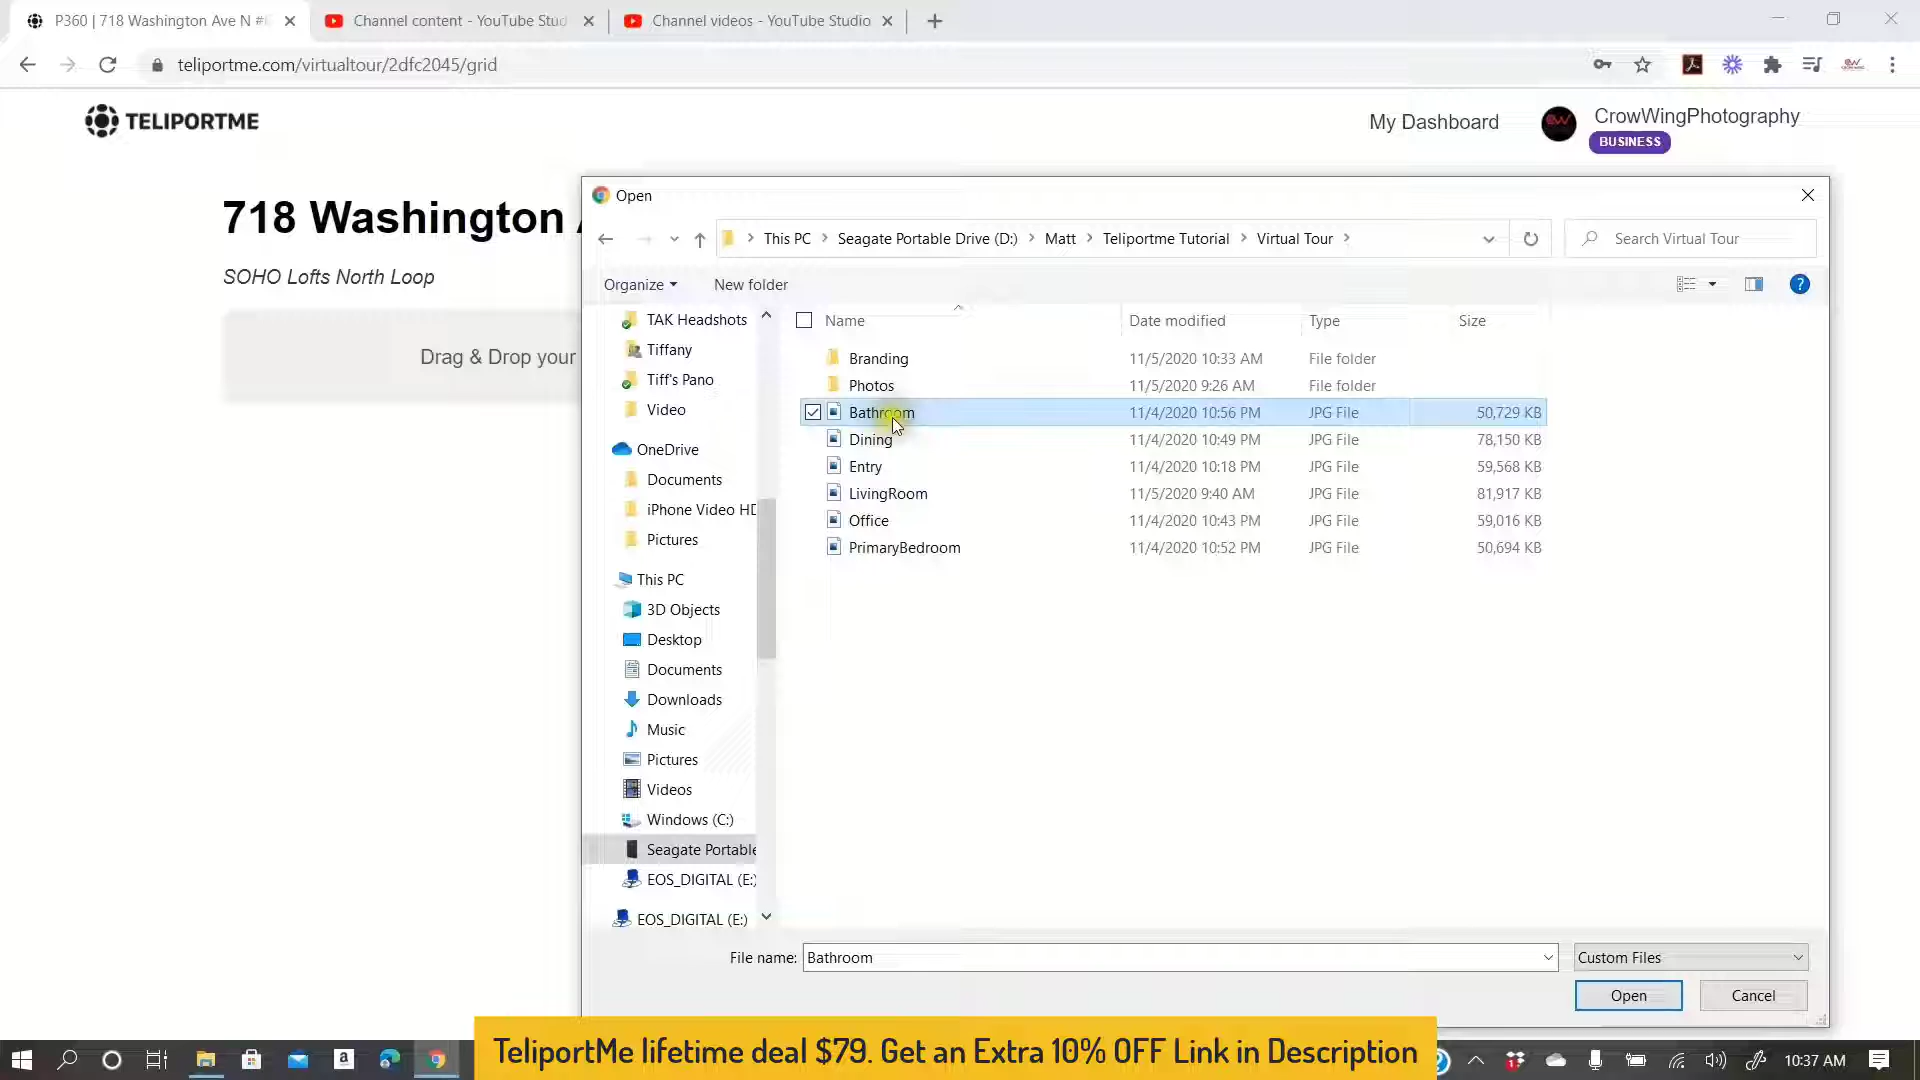 P360 | 718 Washington Ave N #
Channel content - YouTube Stud
Channel videos - YouTube Studio
teliportme.com/virtualtour/2dfc2045/grid
TELIPORTME
My Dashboard
CrowWingPhotography
BUSINESS
718 Washington
SOHO Lofts North Loop
Drag & Drop your
Open
This PC
Seagate Portable Drive (D:)
Matt
Teliportme Tutorial
Virtual Tour
Search Virtual Tour
Organize
New folder
TAK Headshots
Tiffany
Tiff's Pano
Video
OneDrive
Documents
iPhone Video HD
Pictures
This PC
3D Objects
Desktop
Documents
Downloads
Music
Pictures
Videos
Windows (C:)
Seagate Portable
EOS_DIGITAL (E:)
EOS_DIGITAL (E:)
Name Date modified Type Size
Branding 11/5/2020 10:33 AM File folder
Photos 11/5/2020 9:26 AM File folder
Bathroom 11/4/2020 10:56 PM JPG File 50,729 KB
Dining 11/4/2020 10:49 PM JPG File 78,150 KB
Entry 11/4/2020 10:18 PM JPG File 59,568 KB
LivingRoom 11/5/2020 9:40 AM JPG File 81,917 KB
Office 11/4/2020 10:43 PM JPG File 59,016 KB
PrimaryBedroom 11/4/2020 10:52 PM JPG File 50,694 KB
File name: Bathroom
Custom Files
Open
Cancel
TeliportMe lifetime deal $79. Get an Extra 10% OFF Link in Description
10:37 AM